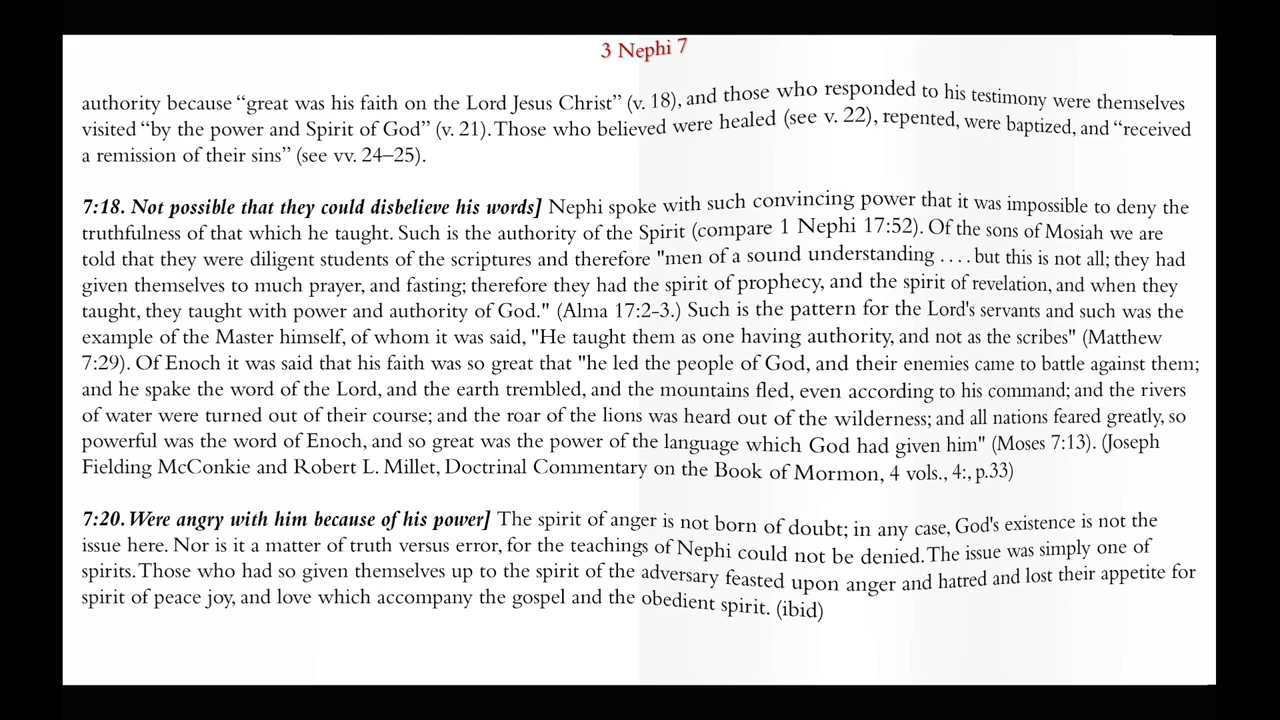 3 Nephi 7
authority because “great was his faith on the Lord Jesus Christ” (v. 18), and those who responded to his testimony were themselves
visited “by the power and Spirit of God” (v. 21). Those who believed were healed (see v. 22), repented, were baptized, and “received
a remission of their sins” (see vv. 24–25).
7:18. Not possible that they could disbelieve his words] Nephi spoke with such convincing power that it was impossible to deny the
truthfulness of that which he taught. Such is the authority of the Spirit (compare 1 Nephi 17:52). Of the sons of Mosiah we are
told that they were diligent students of the scriptures and therefore "men of a sound understanding . . . . but this is not all; they had
given themselves to much prayer, and fasting; therefore they had the spirit of prophecy, and the spirit of revelation, and when they
taught, they taught with power and authority of God." (Alma 17:2-3.) Such is the pattern for the Lord's servants and such was the
example of the Master himself, of whom it was said, "He taught them as one having authority, and not as the scribes" (Matthew
7:29). Of Enoch it was said that his faith was so great that "he led the people of God, and their enemies came to battle against them;
and he spake the word of the Lord, and the earth trembled, and the mountains fled, even according to his command; and the rivers
of water were turned out of their course; and the roar of the lions was heard out of the wilderness; and all nations feared greatly, so
powerful was the word of Enoch, and so great was the power of the language which God had given him" (Moses 7:13). (Joseph
Fielding McConkie and Robert L. Millet, Doctrinal Commentary on the Book of Mormon, 4 vols., 4:, p.33)
7:20. Were angry with him because of his power] The spirit of anger is not born of doubt; in any case, God's existence is not the
issue here. Nor is it a matter of truth versus error, for the teachings of Nephi could not be denied. The issue was simply one of
spirits. Those who had so given themselves up to the spirit of the adversary feasted upon anger and hatred and lost their appetite for
spirit of peace joy, and love which accompany the gospel and the obedient spirit. (ibid)